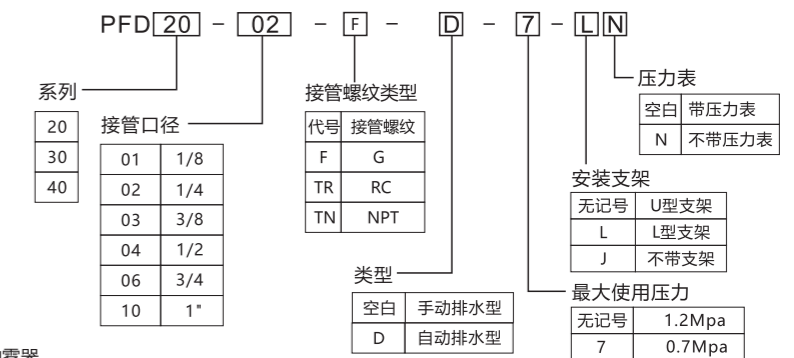 PFD 20 - 02 - F - D - 7 - L N
系列
20
30
40
接管口径
01 1/8
02 1/4
03 3/8
04 1/2
06 3/4
10 1"
接管螺纹类型
代号 接管螺纹
F G
TR RC
TN NPT
类型
空白 手动排水型
D 自动排水型
压力表
空白 带压力表
N 不带压力表
安装支架
无记号 U型支架
L L型支架
J 不带支架
最大使用压力
无记号 1.2Mpa
7 0.7Mpa
雾器